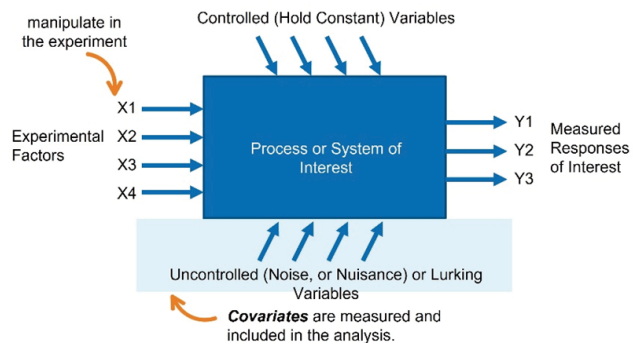 manipulate in
the experiment
Controlled (Hold Constant) Variables
X1
X2
X3
X4
Experimental
Factors
Process or System of
Interest
Y1
Y2
Y3
Measured
Responses
of Interest
Uncontrolled (Noise, or Nuisance) or Lurking
Variables
Covariates are measured and
included in the analysis.